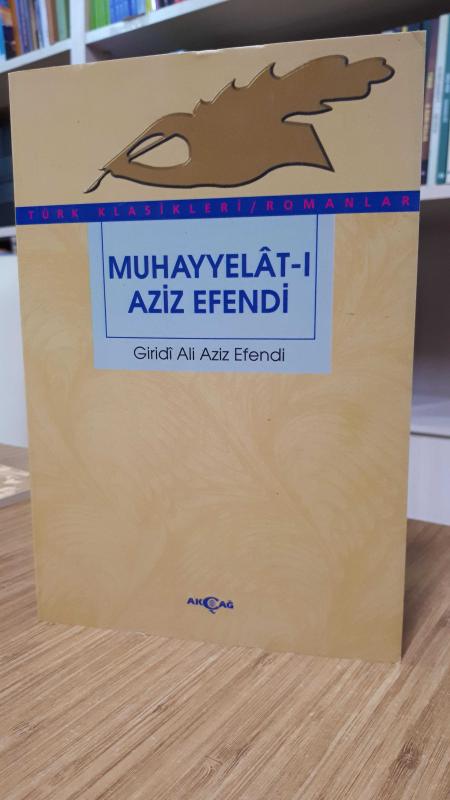 TÜRK KLASİKLERİ/ROMANLAR
MUHAYYELÂT-I
AZİZ EFENDİ
Giridî Ali Aziz Efendi
AKÇAĞ